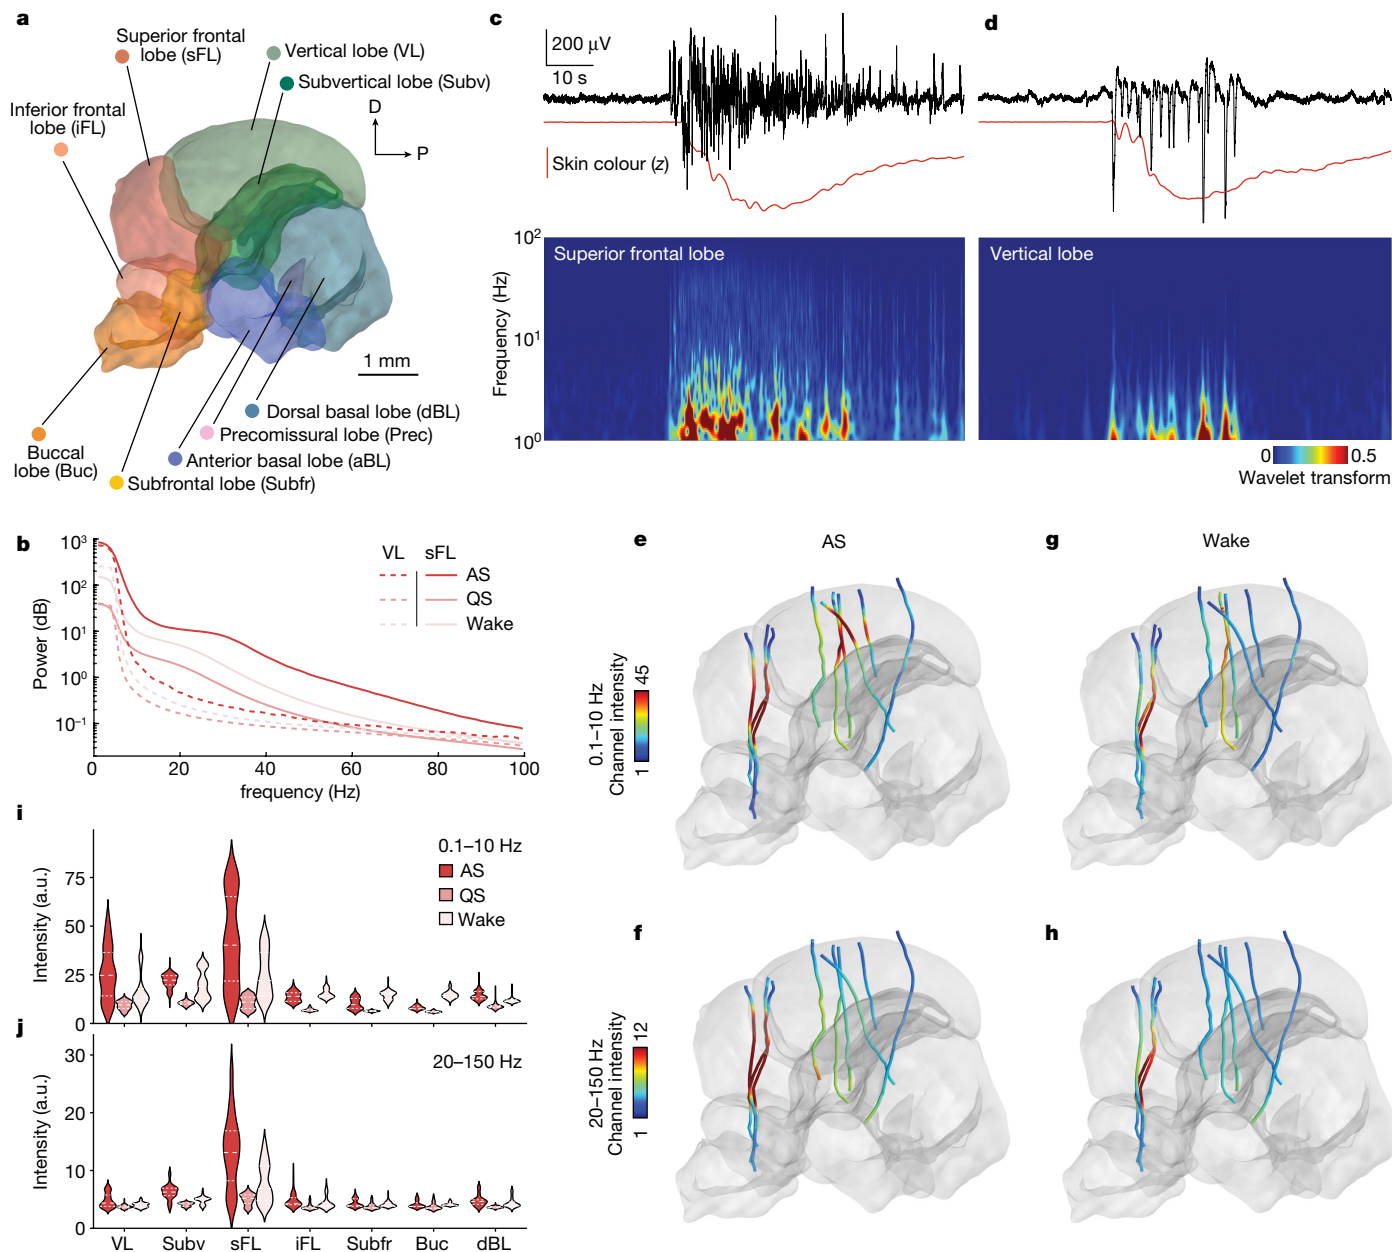 a
Superior frontal
lobe (sFL)
Vertical lobe (VL)
Subvertical lobe (Subv)
Inferior frontal
lobe (iFL)
D
P
1 mm
Dorsal basal lobe (dBL)
Precomissural lobe (Prec)
Anterior basal lobe (aBL)
Subfrontal lobe (Subfr)
Buccal
lobe (Buc)
c
200 µV
10 s
Skin colour (z)
d
Superior frontal lobe
Vertical lobe
Frequency (Hz)
10²
10¹
10⁰
0
0.5
Wavelet transform
b
VL
sFL
AS
QS
Wake
Power (dB)
10³
10²
10¹
10⁰
10⁻¹
0
20
40
60
80
100
frequency (Hz)
e
AS
g
Wake
0.1–10 Hz
Channel intensity
1
45
f
h
20–150 Hz
Channel intensity
1
12
i
0.1–10 Hz
AS
QS
Wake
Intensity (a.u.)
75
50
25
0
j
20–150 Hz
Intensity (a.u.)
30
20
10
0
VL
Subv
sFL
iFL
Subfr
Buc
dBL